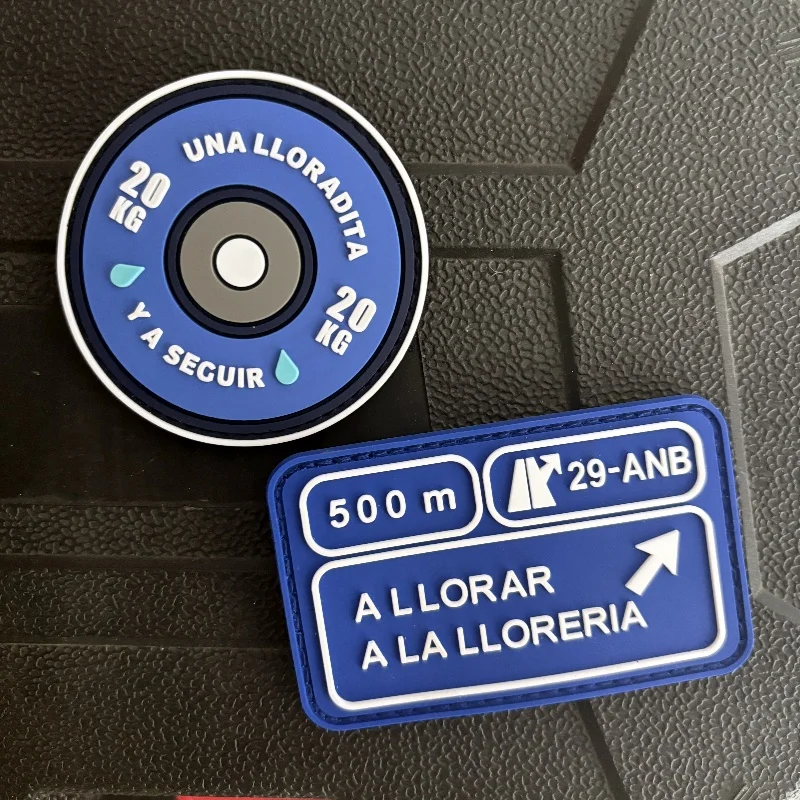 UNA LLORADITA
20
KG
20
KG
Y A SEGUIR
500 m
29-ANB
A LLORAR
A LA LLORERIA